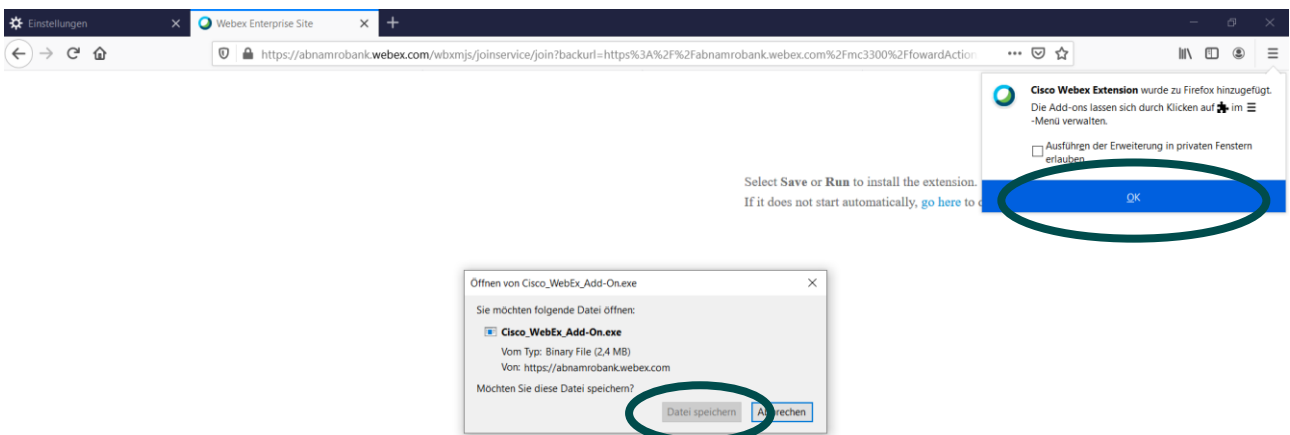 Einstellungen
Webex Enterprise Site
https://abnamrobank.webex.com/wbxmjs/joinservice/join?backurl=https%3A%2F%2Fabnamrobank.webex.com%2Fmc3300%2FfowardAction
Cisco Webex Extension wurde zu Firefox hinzugefügt.
Die Add-ons lassen sich durch Klicken auf im
-Menü verwalten.
Ausführen der Erweiterung in privaten Fenstern
erlauben
OK
Select Save or Run to install the extension.
If it does not start automatically, go here to
Öffnen von Cisco_WebEx_Add-On.exe
Sie möchten folgende Datei öffnen:
Cisco_WebEx_Add-On.exe
Vom Typ: Binary File (2,4 MB)
Von: https://abnamrobank.webex.com
Möchten Sie diese Datei speichern?
Datei speichern
Abbrechen